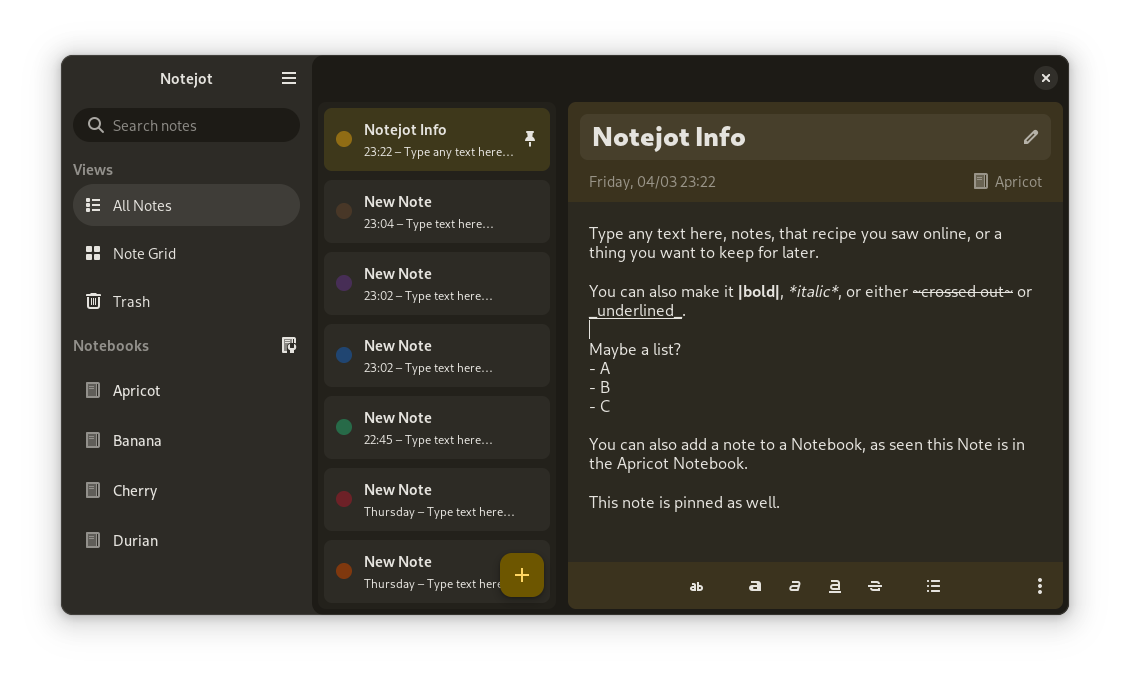 Notejot
Search notes
Views
All Notes
Note Grid
Trash
Notebooks
Apricot
Banana
Cherry
Durian
Notejot Info
23:22 – Type any text here…
New Note
23:04 – Type text here…
New Note
23:02 – Type text here…
New Note
23:02 – Type text here…
New Note
22:45 – Type text here…
New Note
Thursday – Type text here…
New Note
Thursday – Type text here
Notejot Info
Friday, 04/03 23:22
Apricot
Type any text here, notes, that recipe you saw online, or a
thing you want to keep for later.
You can also make it |bold|, *italic*, or either ~crossed out~ or
_underlined_.
Maybe a list?
- A
- B
- C
You can also add a note to a Notebook, as seen this Note is in
the Apricot Notebook.
This note is pinned as well.
ab a a a S